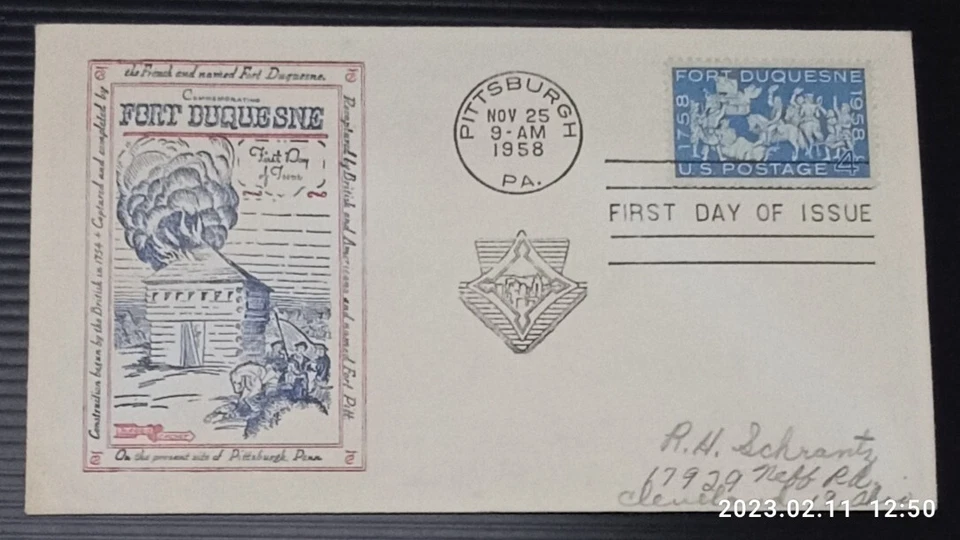 Construction begun by the British in 1754 + Captured and completed by
the French and named Fort Duquesne.
Recaptured by British and Americans and named Fort Pitt
On the present site of Pittsburgh, Penn
COMMEMORATING
FORT DUQUESNE
First Day
of Issue
PITTSBURGH
NOV 25
9-AM
1958
PA.
FORT DUQUESNE
1758
1958
U.S. POSTAGE 4¢
FIRST DAY OF ISSUE
R. H. Schrantz
17929 Neff Rd.
Cleveland 19, Ohio
2023.02.11 12:50